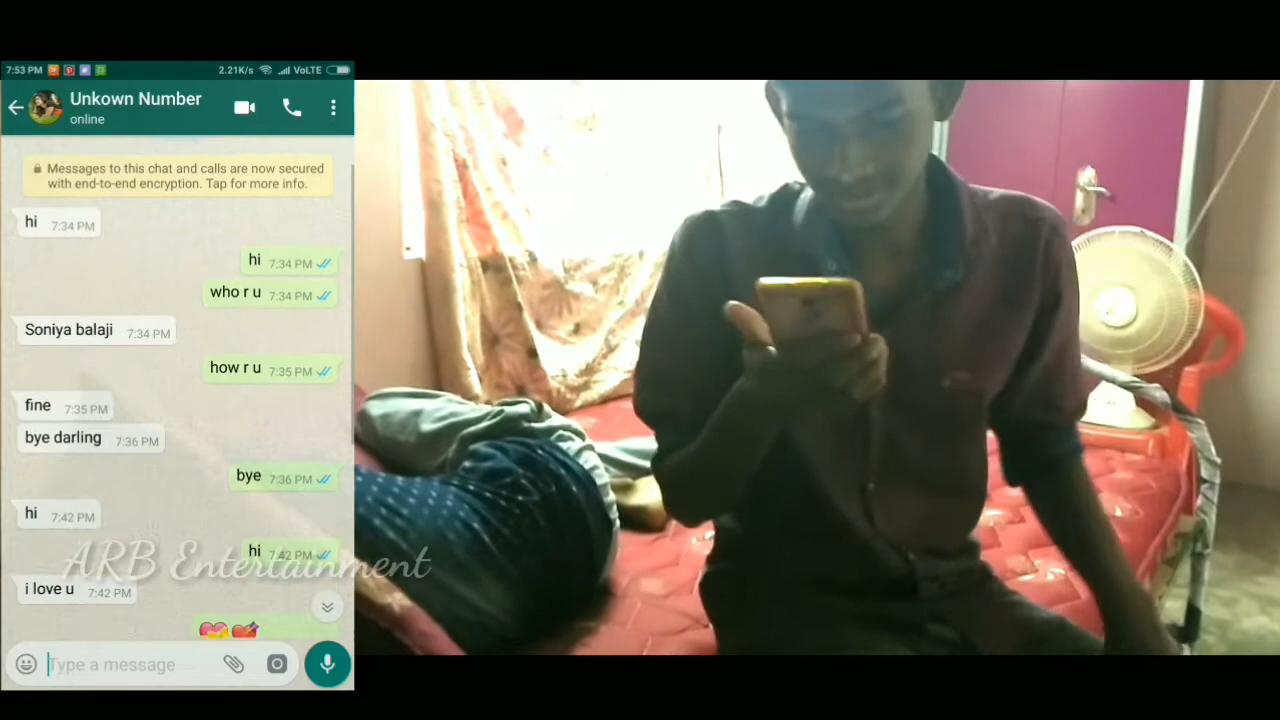 7:53 PM 2.21K/s VoLTE
Unkown Number
online
Messages to this chat and calls are now secured
with end-to-end encryption. Tap for more info.
hi 7:34 PM
hi 7:34 PM
who r u 7:34 PM
Soniya balaji 7:34 PM
how r u 7:35 PM
fine 7:35 PM
bye darling 7:36 PM
bye 7:36 PM
hi 7:42 PM
hi 7:42 PM
ARB Entertainment
i love u 7:42 PM
Type a message